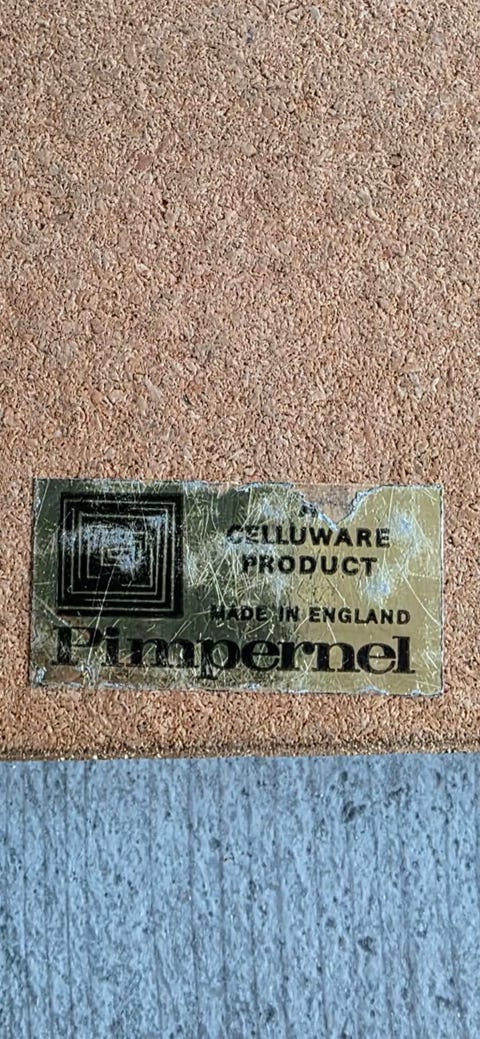 A
CELLUWARE
PRODUCT
MADE IN ENGLAND
Pimpernel